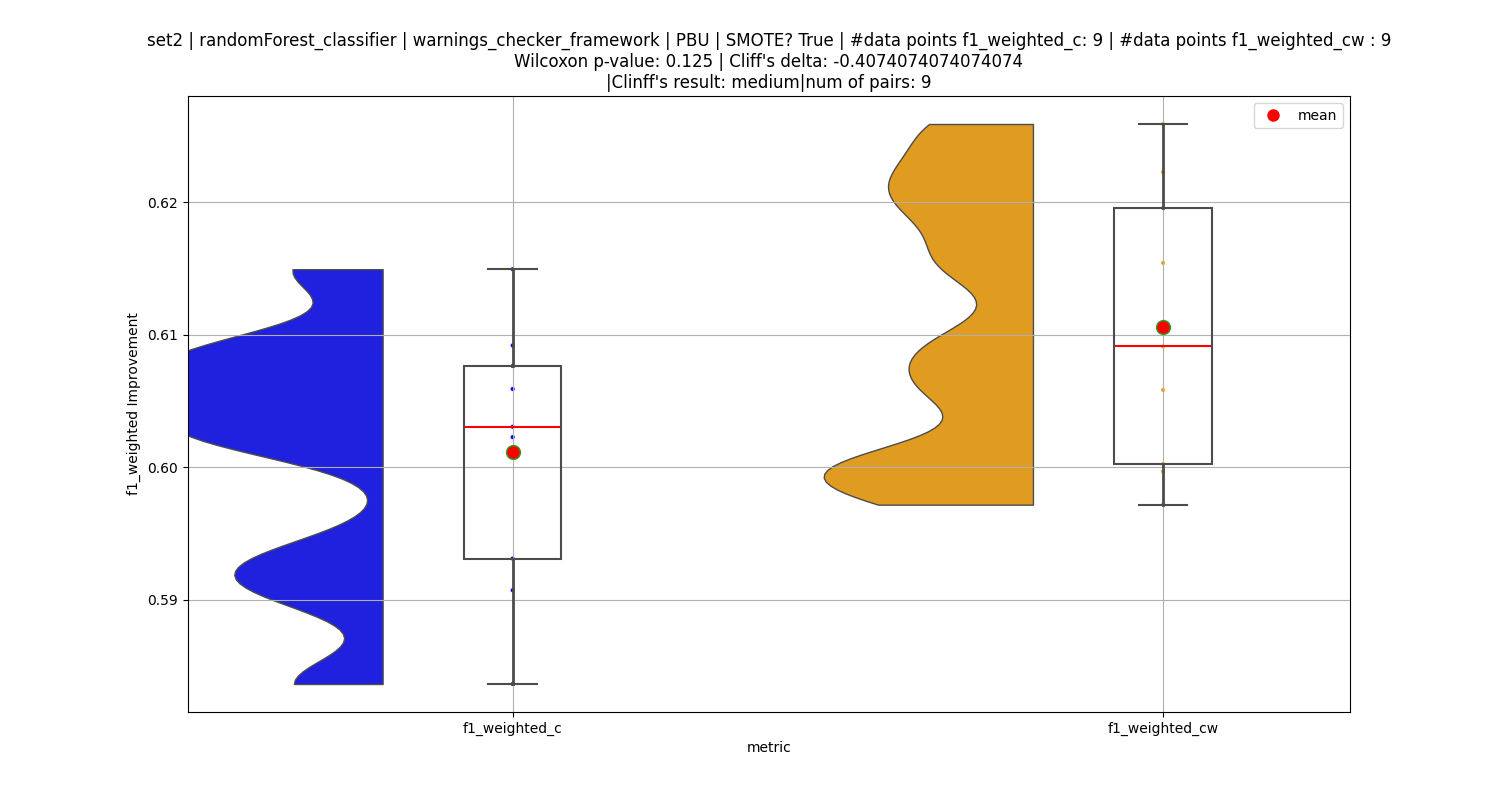 set2 | randomForest_classifier | warnings_checker_framework | PBU | SMOTE? True | #data points f1_weighted_c: 9 | #data points f1_weighted_cw : 9
Wilcoxon p-value: 0.125 | Cliff's delta: -0.4074074074074074
|Clinff's result: medium|num of pairs: 9
mean
0.62
0.61
0.60
0.59
f1_weighted Improvement
f1_weighted_c
f1_weighted_cw
metric